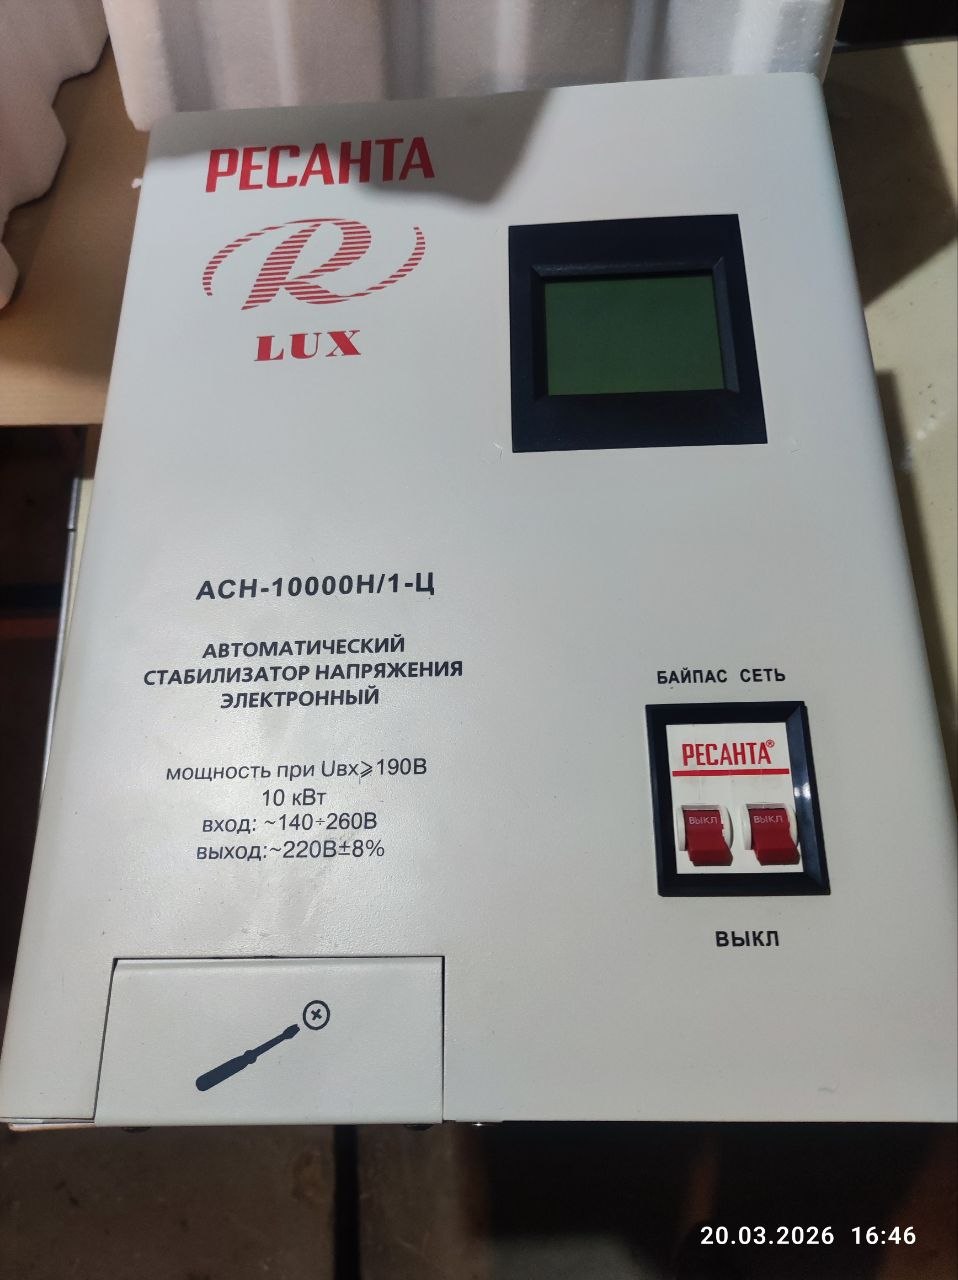 РЕСАНТА
R
LUX
АСН-10000Н/1-Ц
АВТОМАТИЧЕСКИЙ
СТАБИЛИЗАТОР НАПРЯЖЕНИЯ
ЭЛЕКТРОННЫЙ
мощность при Uвх⩾190В
10 кВт
вход: ~140÷260В
выход:~220В±8%
БАЙПАС СЕТЬ
РЕСАНТА®
ВЫКЛ ВЫКЛ
ВЫКЛ
20.03.2026 16:46